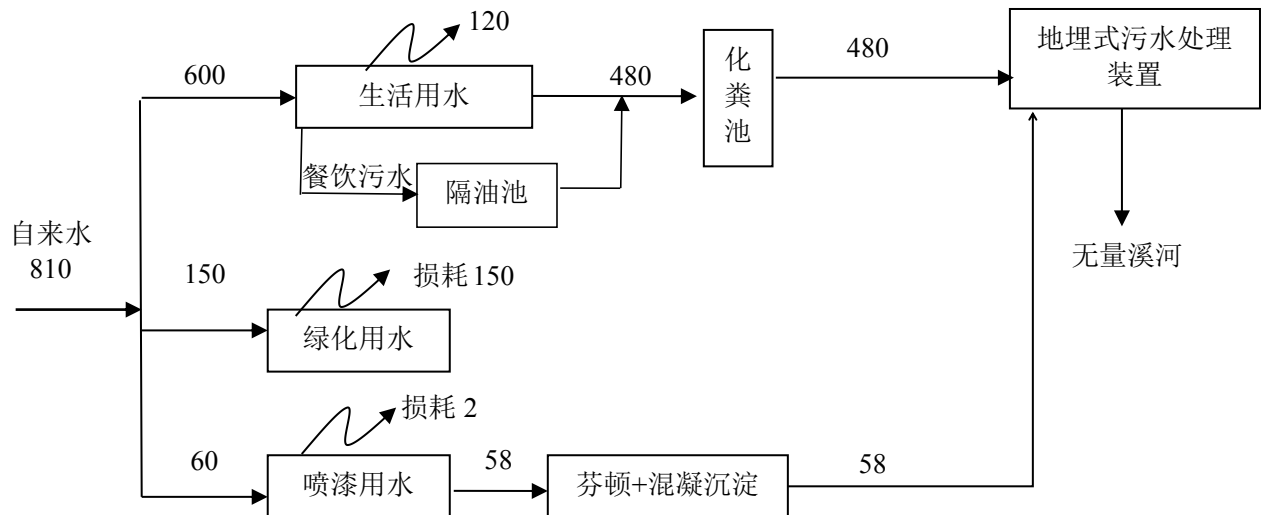 120
600
生活用水
480
化
粪
池
480
地埋式污水处理
装置
餐饮污水
隔油池
自来水
810
150
损耗 150
绿化用水
无量溪河
损耗 2
60
喷漆用水
58
芬顿+混凝沉淀
58